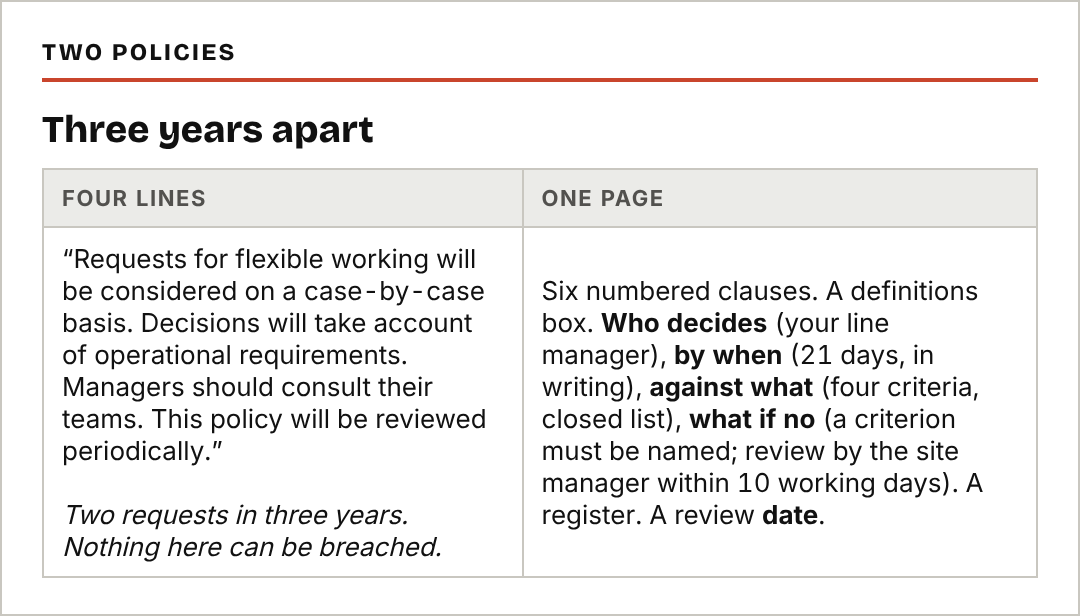 TWO POLICIES
Three years apart
FOUR LINES
“Requests for flexible working will
be considered on a case-by-case
basis. Decisions will take account
of operational requirements.
Managers should consult their
teams. This policy will be reviewed
periodically.”
Two requests in three years.
Nothing here can be breached.
ONE PAGE
Six numbered clauses. A definitions
box. Who decides (your line
manager), by when (21 days, in
writing), against what (four criteria,
closed list), what if no (a criterion
must be named; review by the site
manager within 10 working days). A
register. A review date.